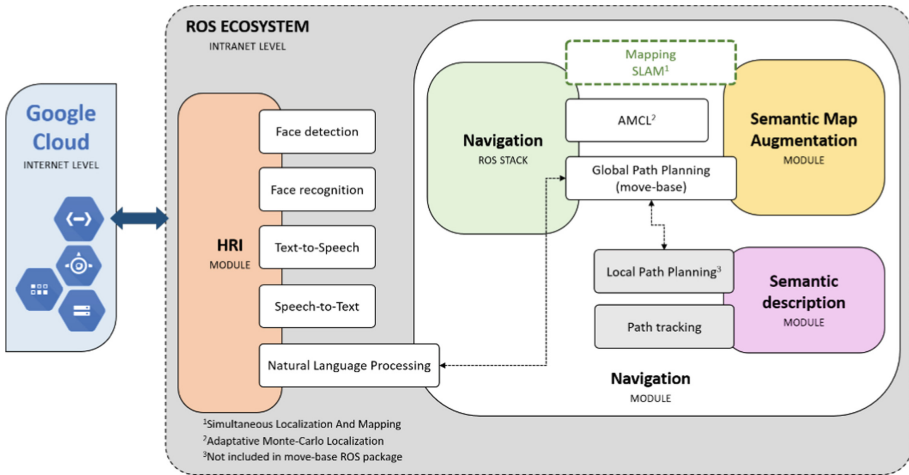 ROS ECOSYSTEM
INTRANET LEVEL
Google
Cloud
INTERNET LEVEL
HRI
MODULE
Face detection
Face recognition
Text-to-Speech
Speech-to-Text
Natural Language Processing
Mapping
SLAM¹
Navigation
ROS STACK
AMCL²
Global Path Planning
(move-base)
Semantic Map
Augmentation
MODULE
Local Path Planning³
Path tracking
Semantic
description
MODULE
Navigation
MODULE
¹Simultaneous Localization And Mapping
²Adaptative Monte-Carlo Localization
³Not included in move-base ROS package